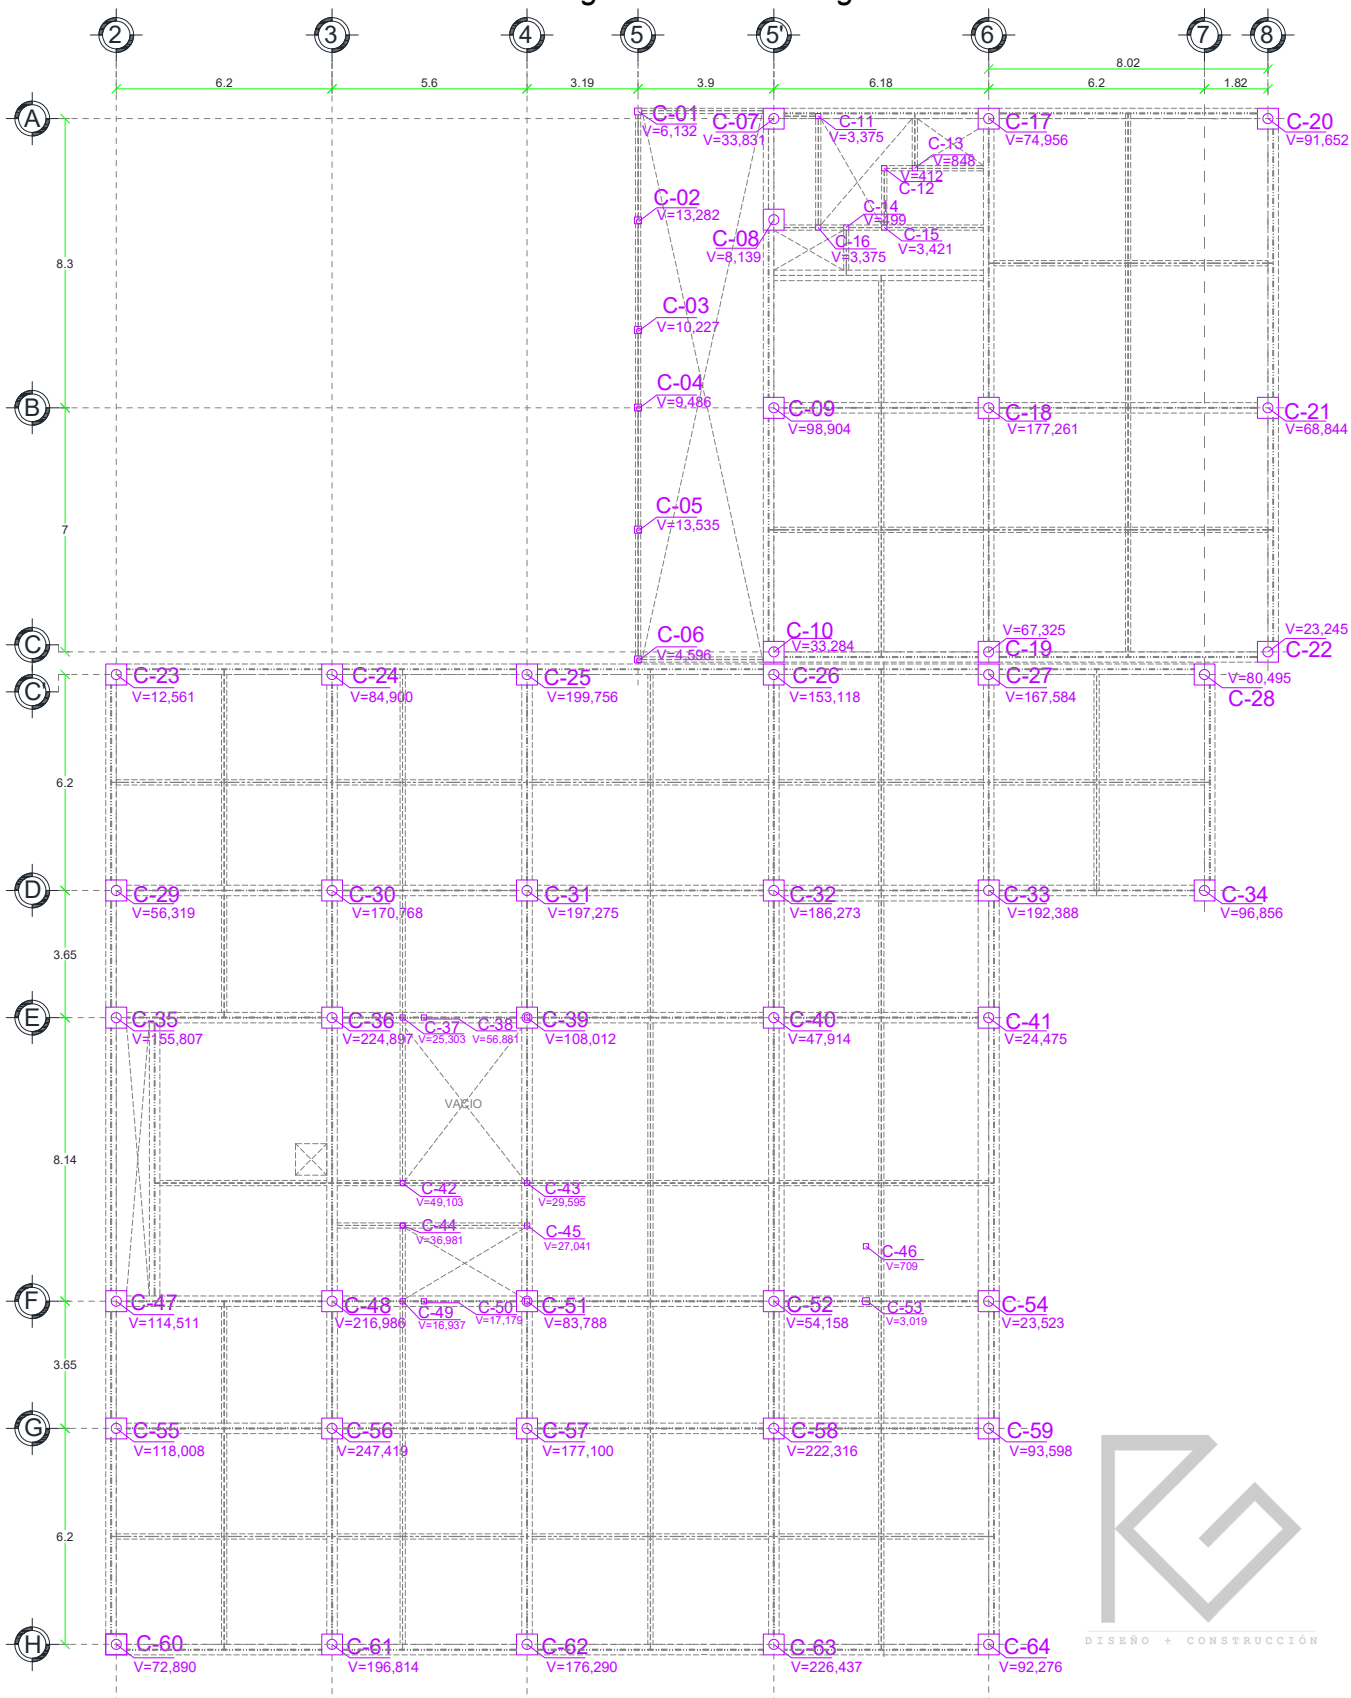 2
3
4
5
5'
6
7
8
8.02
6.2
5.6
3.19
3.9
6.18
6.2
1.82
A
C-01
V=6,132
C-07
V=33,831
C-11
V=3,375
C-13
V=848
C-17
V=74,956
C-20
V=91,652
V=412
C-12
C-02
V=13,282
C-14
V=499
C-08
V=8,139
C-16
V=3,375
C-15
V=3,421
8.3
C-03
V=10,227
C-04
V=9,486
B
C-09
V=98,904
C-18
V=177,261
C-21
V=68,844
C-05
V=13,535
7
C
C-06
V=4,596
C-10
V=33,284
V=67,325
C-19
V=23,245
C-22
C'
C-23
V=12,561
C-24
V=84,900
C-25
V=199,756
C-26
V=153,118
C-27
V=167,584
V=80,495
C-28
6.2
D
C-29
V=56,319
C-30
V=170,768
C-31
V=197,275
C-32
V=186,273
C-33
V=192,388
C-34
V=96,856
3.65
E
C-35
V=155,807
C-36
V=224,897
C-37
V=25,303
C-38
V=56,881
C-39
V=108,012
C-40
V=47,914
C-41
V=24,475
VACIO
8.14
C-42
V=49,103
C-43
V=29,595
C-44
V=36,981
C-45
V=27,041
C-46
V=709
F
C-47
V=114,511
C-48
V=216,986
C-49
V=16,937
C-50
V=17,179
C-51
V=83,788
C-52
V=54,158
C-53
V=3,019
C-54
V=23,523
3.65
G
C-55
V=118,008
C-56
V=247,419
C-57
V=177,100
C-58
V=222,316
C-59
V=93,598
6.2
H
C-60
V=72,890
C-61
V=196,814
C-62
V=176,290
C-63
V=226,437
C-64
V=92,276
DISEÑO + CONSTRUCCIÓN